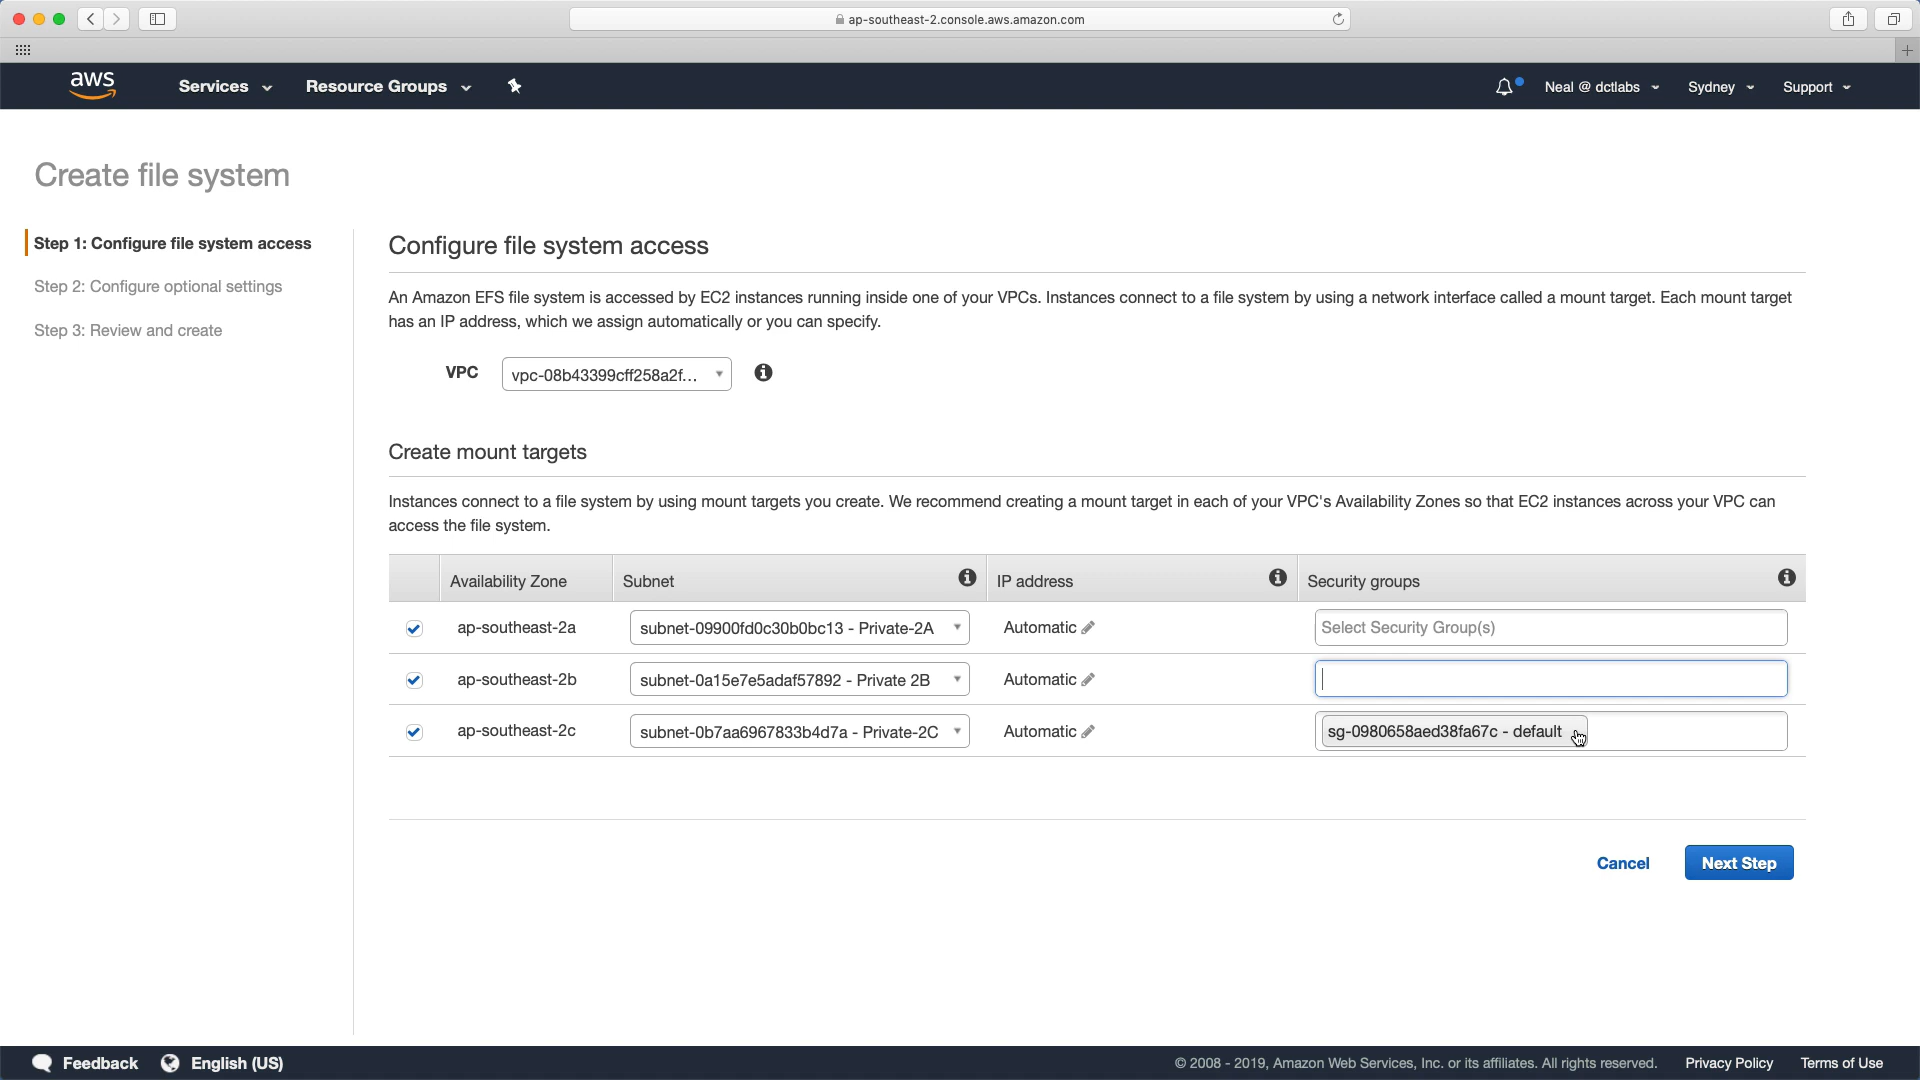 ap-southeast-2.console.aws.amazon.com
aws
Services
Resource Groups
Neal @ dctlabs
Sydney
Support
Create file system
Step 1: Configure file system access
Step 2: Configure optional settings
Step 3: Review and create
Configure file system access
An Amazon EFS file system is accessed by EC2 instances running inside one of your VPCs. Instances connect to a file system by using a network interface called a mount target. Each mount target
has an IP address, which we assign automatically or you can specify.
VPC
vpc-08b43399cff258a2f...
Create mount targets
Instances connect to a file system by using mount targets you create. We recommend creating a mount target in each of your VPC's Availability Zones so that EC2 instances across your VPC can
access the file system.
Availability Zone Subnet IP address Security groups
ap-southeast-2a subnet-09900fd0c30b0bc13 - Private-2A Automatic Select Security Group(s)
ap-southeast-2b subnet-0a15e7e5adaf57892 - Private 2B Automatic
ap-southeast-2c subnet-0b7aa6967833b4d7a - Private-2C Automatic sg-0980658aed38fa67c - default
Cancel
Next Step
Feedback
English (US)
© 2008 - 2019, Amazon Web Services, Inc. or its affiliates. All rights reserved.
Privacy Policy
Terms of Use